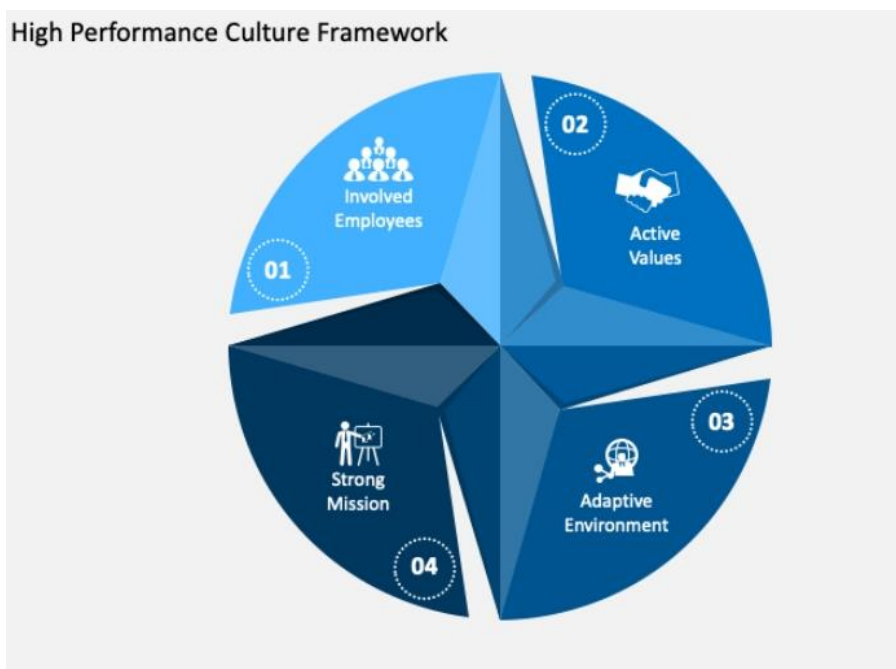 High Performance Culture Framework
01
Involved
Employees
02
Active
Values
03
Adaptive
Environment
04
Strong
Mission